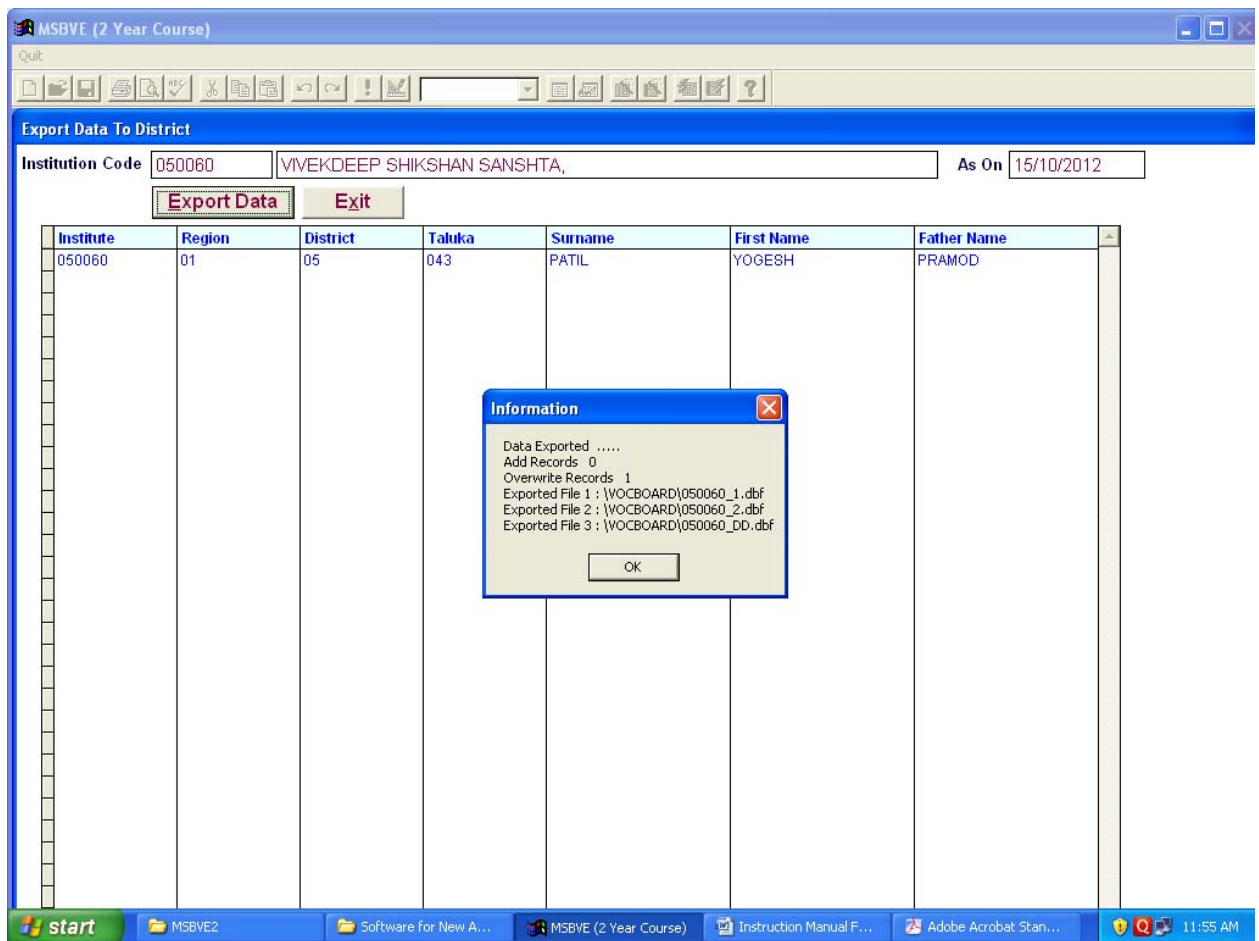 MSBVE (2 Year Course)
Quit
ABC
Export Data To District
Institution Code 050060 VIVEKDEEP SHIKSHAN SANSHTA, As On 15/10/2012
Export Data Exit
Institute Region District Taluka Surname First Name Father Name
050060 01 05 043 PATIL YOGESH PRAMOD
Information
Data Exported .....
Add Records 0
Overwrite Records 1
Exported File 1 : \VOCBOARD\050060_1.dbf
Exported File 2 : \VOCBOARD\050060_2.dbf
Exported File 3 : \VOCBOARD\050060_DD.dbf
OK
start MSBVE2 Software for New A... MSBVE (2 Year Course) Instruction Manual F... Adobe Acrobat Stan... Q 11:55 AM